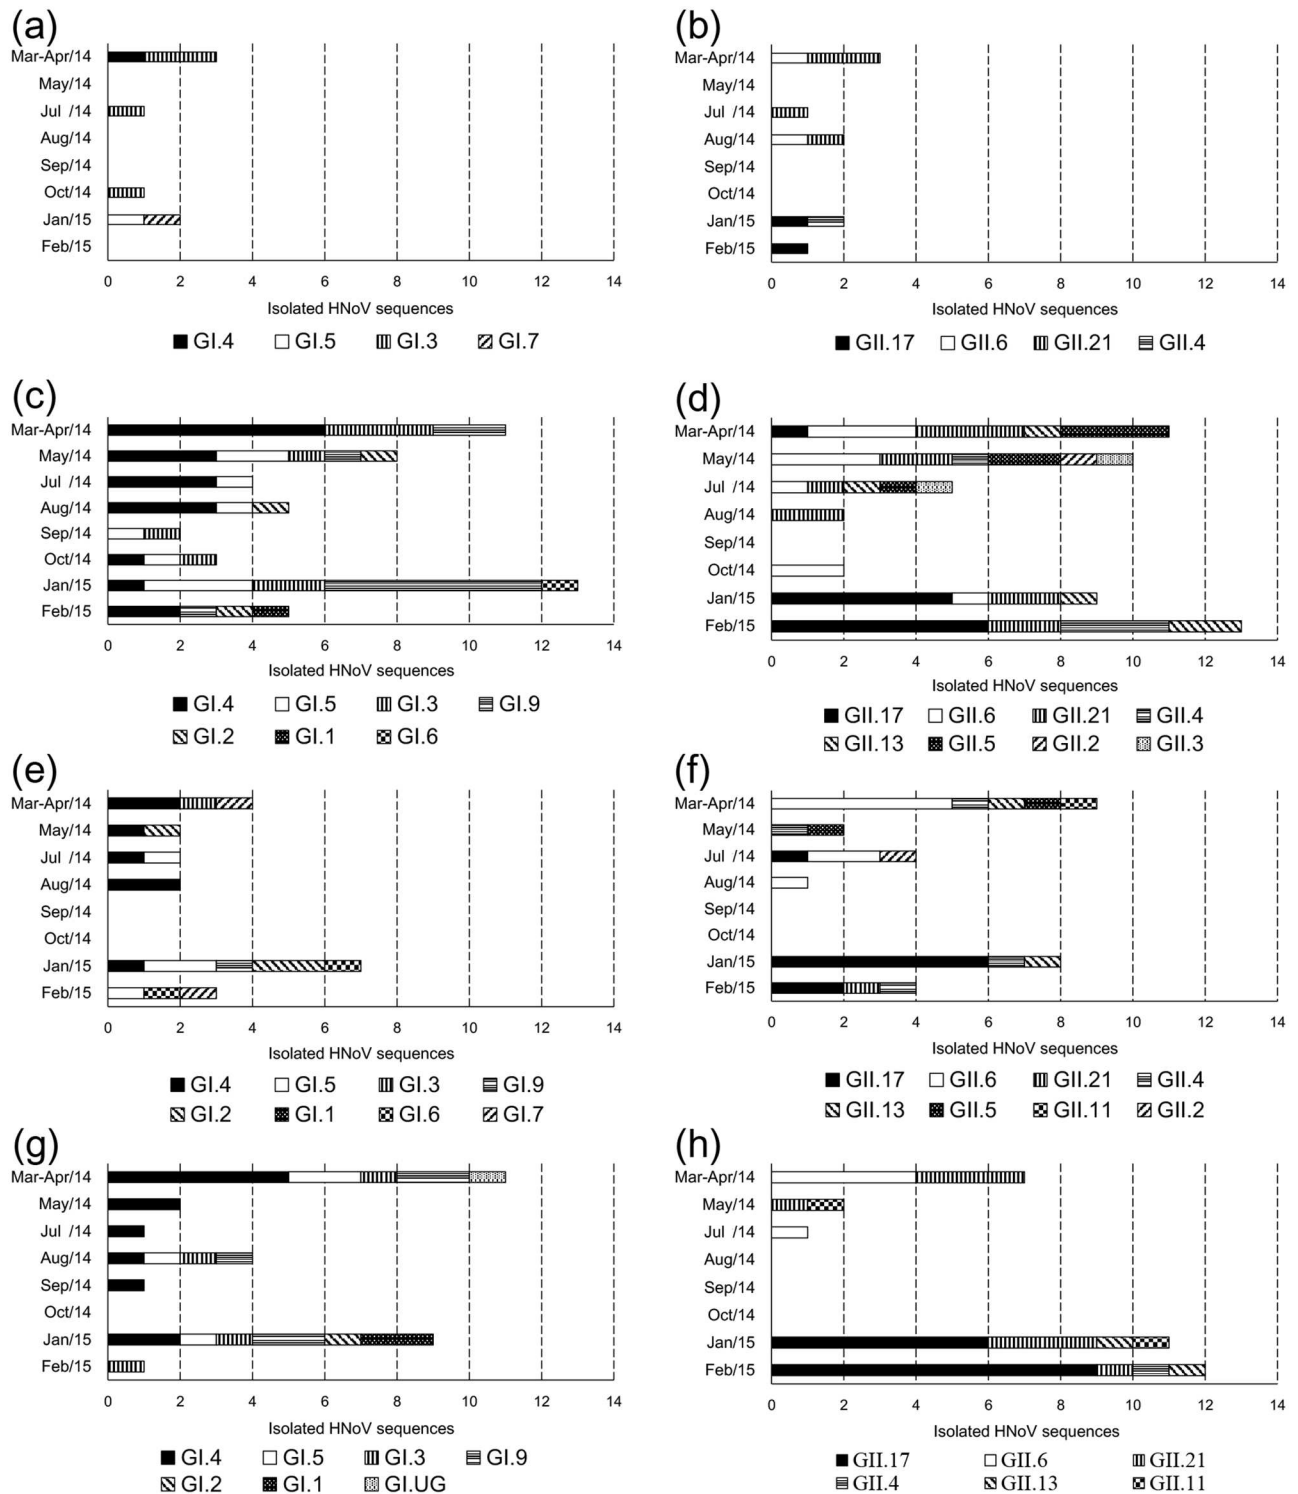 (a)
Mar-Apr/14
May/14
Jul /14
Aug/14
Sep/14
Oct/14
Jan/15
Feb/15
0 2 4 6 8 10 12 14
Isolated HNoV sequences
GI.4 GI.5 GI.3 GI.7
(b)
Mar-Apr/14
May/14
Jul /14
Aug/14
Sep/14
Oct/14
Jan/15
Feb/15
0 2 4 6 8 10 12 14
Isolated HNoV sequences
GII.17 GII.6 GII.21 GII.4
(c)
Mar-Apr/14
May/14
Jul /14
Aug/14
Sep/14
Oct/14
Jan/15
Feb/15
0 2 4 6 8 10 12 14
Isolated HNoV sequences
GI.4 GI.5 GI.3 GI.9
GI.2 GI.1 GI.6
(d)
Mar-Apr/14
May/14
Jul /14
Aug/14
Sep/14
Oct/14
Jan/15
Feb/15
0 2 4 6 8 10 12 14
Isolated HNoV sequences
GII.17 GII.6 GII.21 GII.4
GII.13 GII.5 GII.2 GII.3
(e)
Mar-Apr/14
May/14
Jul /14
Aug/14
Sep/14
Oct/14
Jan/15
Feb/15
0 2 4 6 8 10 12 14
Isolated HNoV sequences
GI.4 GI.5 GI.3 GI.9
GI.2 GI.1 GI.6 GI.7
(f)
Mar-Apr/14
May/14
Jul /14
Aug/14
Sep/14
Oct/14
Jan/15
Feb/15
0 2 4 6 8 10 12 14
Isolated HNoV sequences
GII.17 GII.6 GII.21 GII.4
GII.13 GII.5 GII.11 GII.2
(g)
Mar-Apr/14
May/14
Jul /14
Aug/14
Sep/14
Oct/14
Jan/15
Feb/15
0 2 4 6 8 10 12 14
Isolated HNoV sequences
GI.4 GI.5 GI.3 GI.9
GI.2 GI.1 GI.UG
(h)
Mar-Apr/14
May/14
Jul /14
Aug/14
Sep/14
Oct/14
Jan/15
Feb/15
0 2 4 6 8 10 12 14
Isolated HNoV sequences
GII.17 GII.6 GII.21
GII.4 GII.13 GII.11